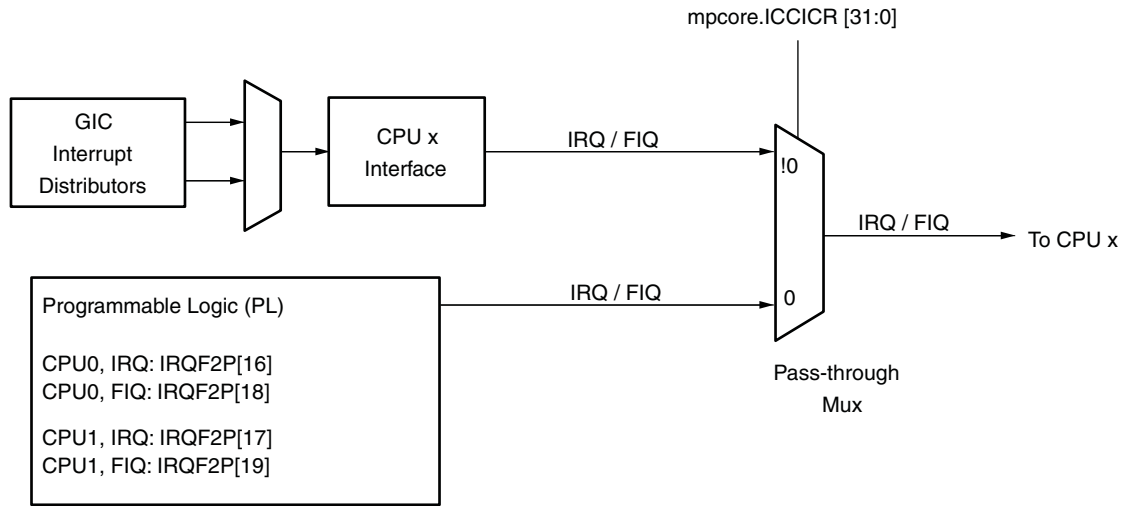 mpcore.ICCICR [31:0]
GIC
Interrupt
Distributors
CPU x
Interface
IRQ / FIQ
!0
IRQ / FIQ
To CPU x
IRQ / FIQ
0
Programmable Logic (PL)
CPU0, IRQ: IRQF2P[16]
CPU0, FIQ: IRQF2P[18]
CPU1, IRQ: IRQF2P[17]
CPU1, FIQ: IRQF2P[19]
Pass-through
Mux